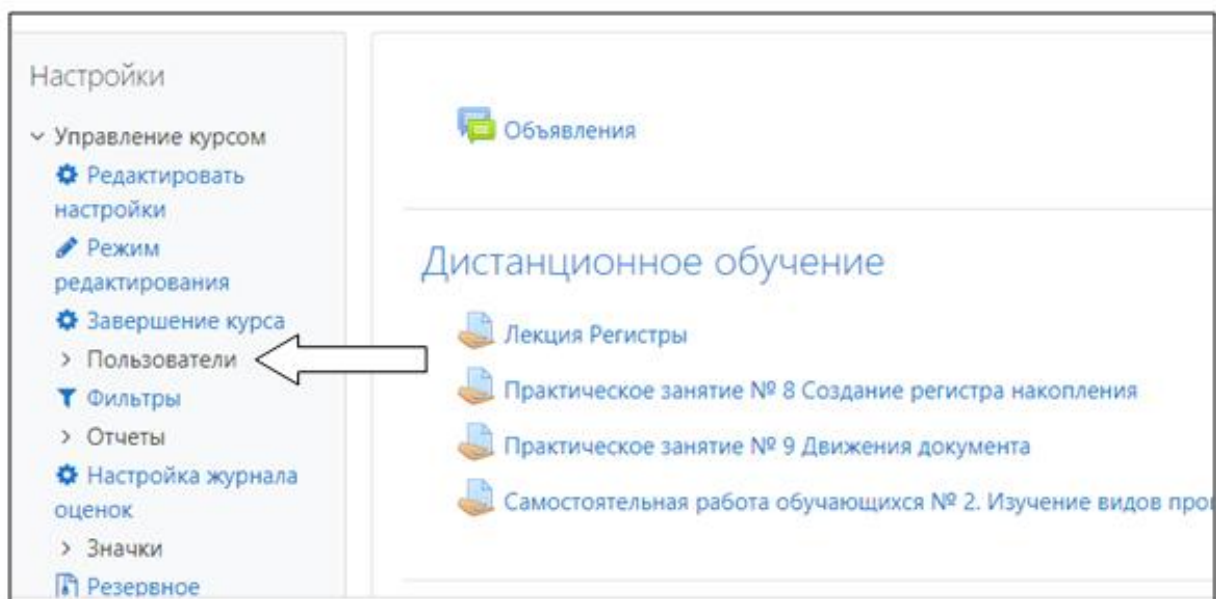 Настройки
Управление курсом
Редактировать
настройки
Режим
редактирования
Завершение курса
Пользователи
Фильтры
Отчеты
Настройка журнала
оценок
Значки
Резервное
Объявления
Дистанционное обучение
Лекция Регистры
Практическое занятие № 8 Создание регистра накопления
Практическое занятие № 9 Движения документа
Самостоятельная работа обучающихся № 2. Изучение видов